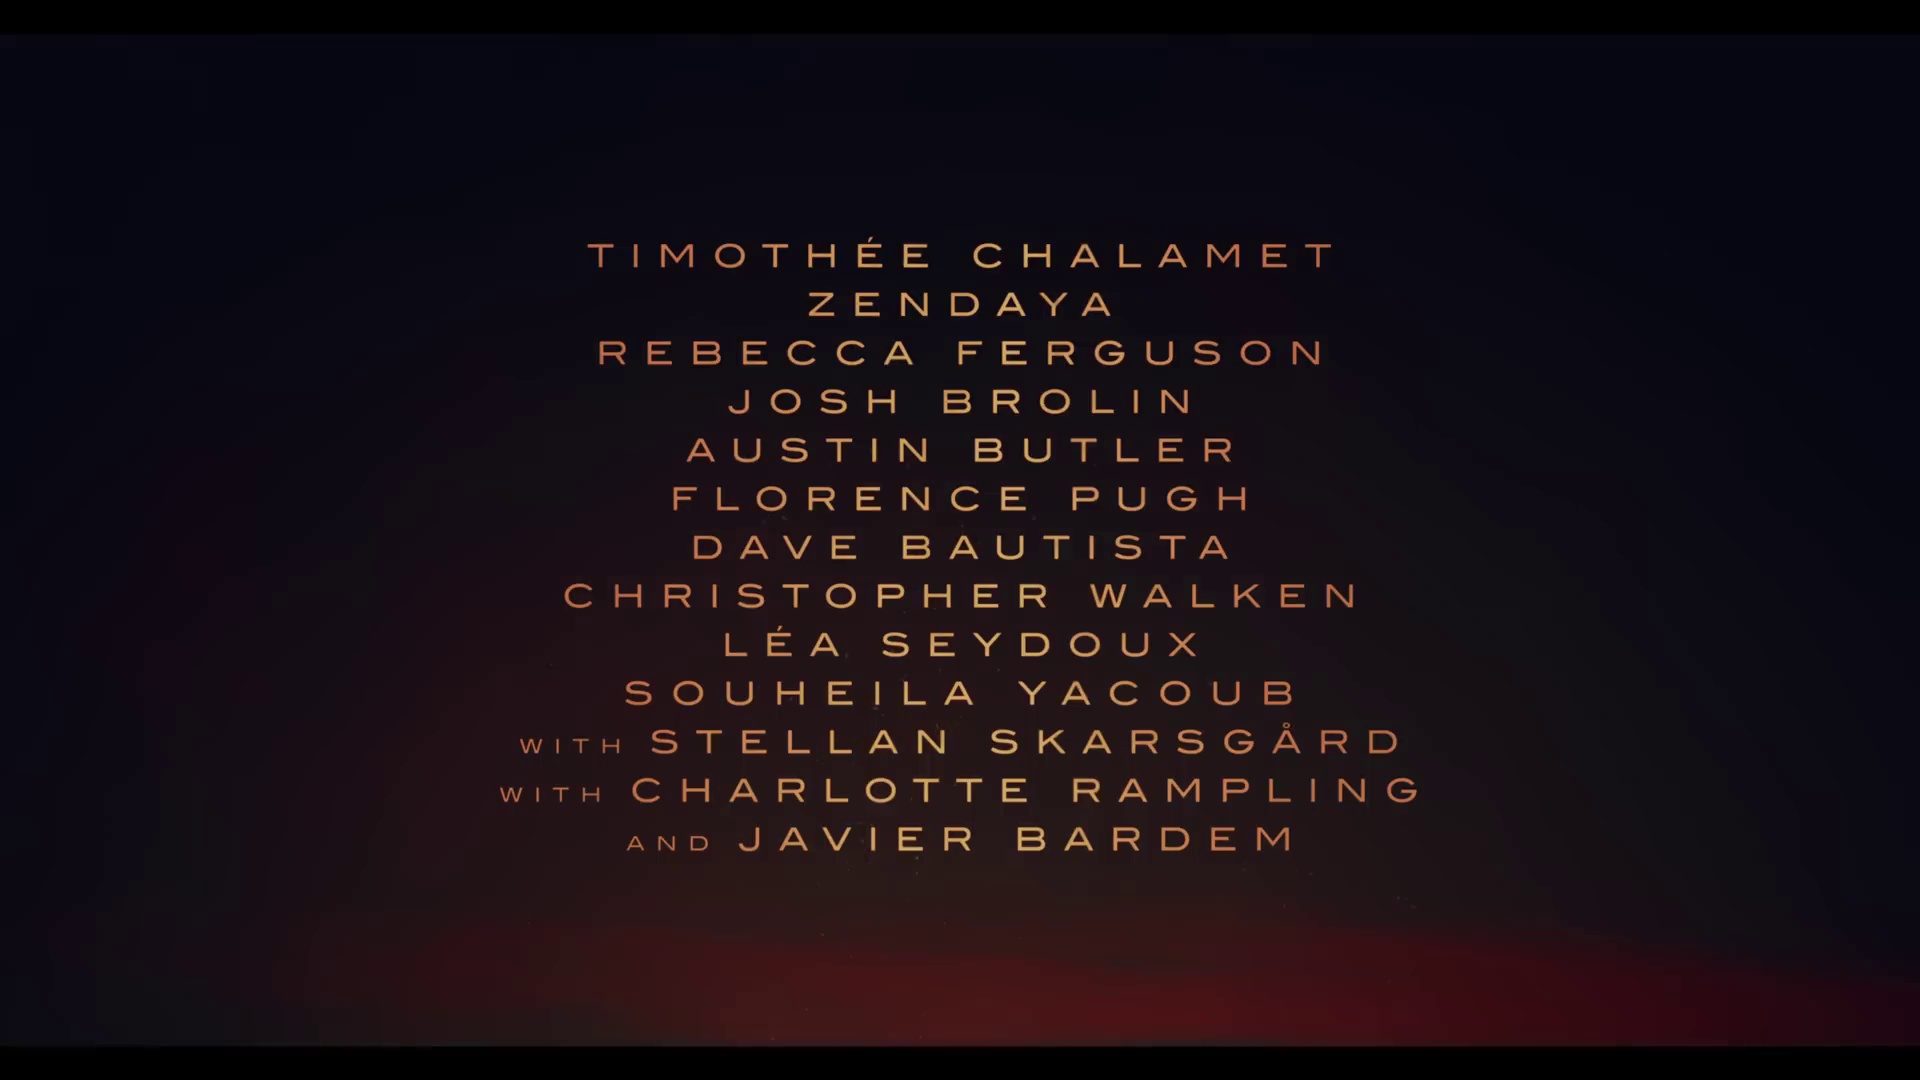 TIMOTHÉE CHALAMET
ZENDAYA
REBECCA FERGUSON
JOSH BROLIN
AUSTIN BUTLER
FLORENCE PUGH
DAVE BAUTISTA
CHRISTOPHER WALKEN
LÉA SEYDOUX
SOUHEILA YACOUB
WITH STELLAN SKARSGÅRD
WITH CHARLOTTE RAMPLING
AND JAVIER BARDEM